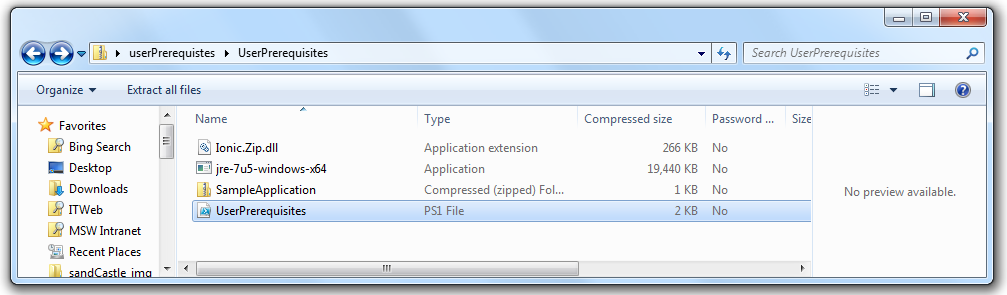 userPrerequistes UserPrerequisites Search UserPrerequisites
Organize Extract all files
Name Type Compressed size Password ... Size
Favorites
Bing Search
Desktop
Downloads
ITWeb
MSW Intranet
Recent Places
sandCastle_img
Ionic.Zip.dll Application extension 266 KB No
jre-7u5-windows-x64 Application 19,440 KB No
SampleApplication Compressed (zipped) Fol... 1 KB No
UserPrerequisites PS1 File 2 KB No
No preview available.